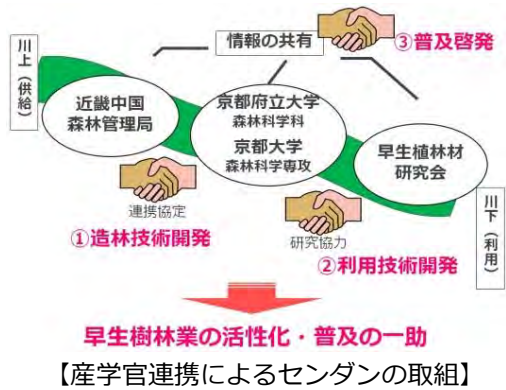 情報の共有
③普及啓発
川上（供給）
近畿中国
森林管理局
京都府立大学
森林科学科
京都大学
森林科学専攻
早生植林材
研究会
川下（利用）
連携協定
①造林技術開発
研究協力
②利用技術開発
早生樹林業の活性化・普及の一助
【産学官連携によるセンダンの取組】